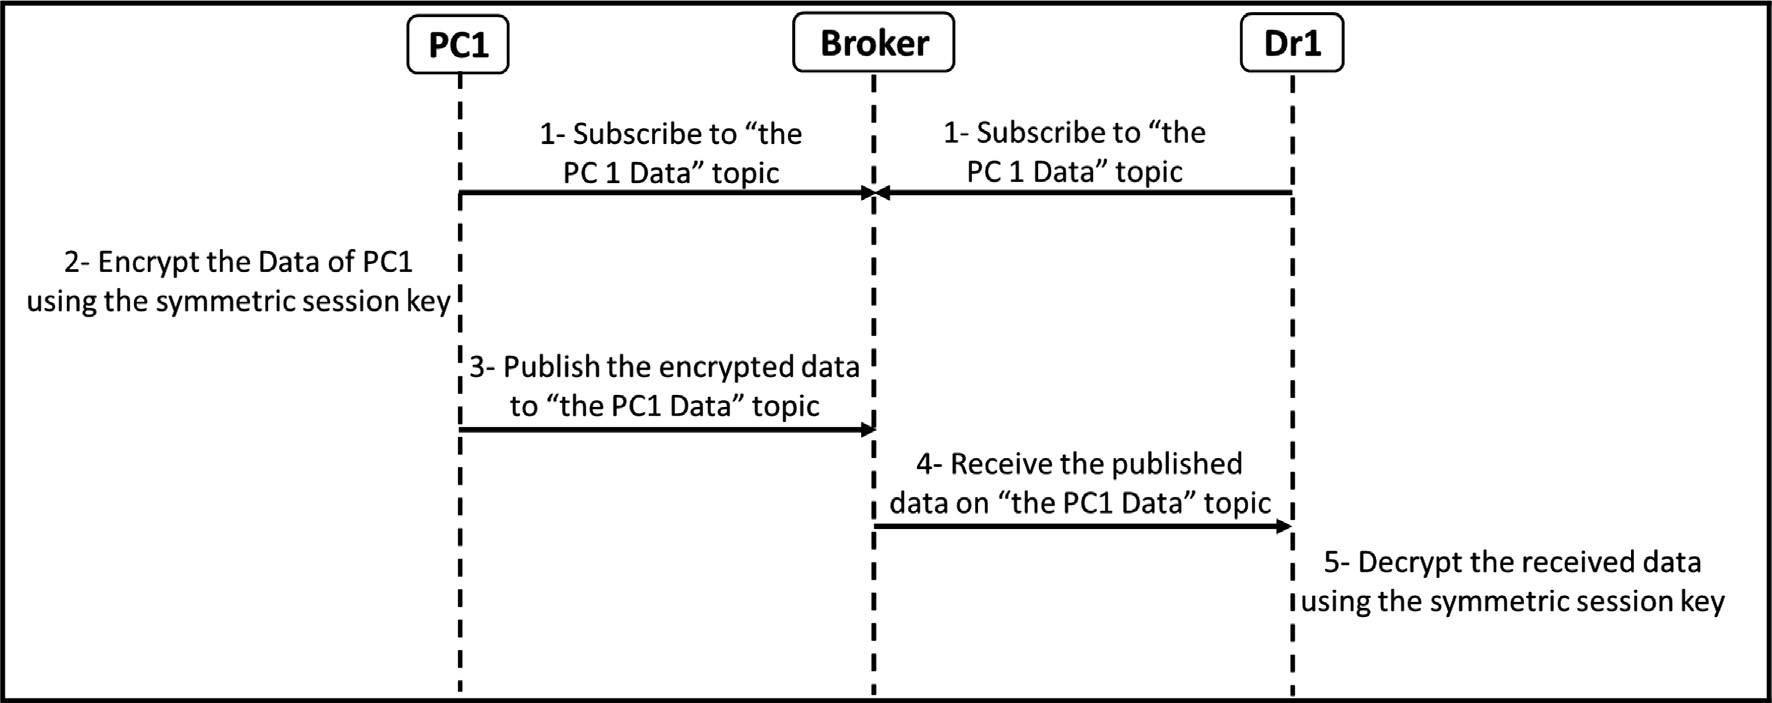 PC1
Broker
Dr1
1- Subscribe to “the
PC 1 Data” topic
1- Subscribe to “the
PC 1 Data” topic
2- Encrypt the Data of PC1
using the symmetric session key
3- Publish the encrypted data
to “the PC1 Data” topic
4- Receive the published
data on “the PC1 Data” topic
5- Decrypt the received data
using the symmetric session key